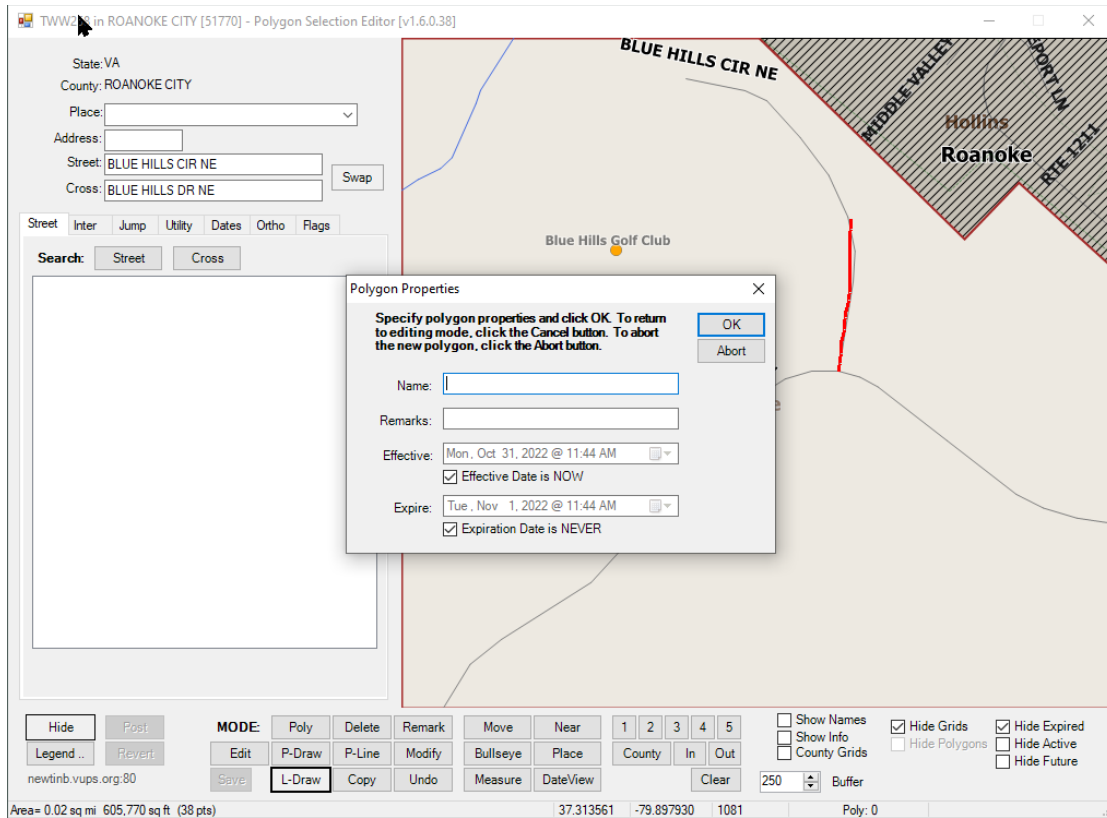 TWW2 8 in ROANOKE CITY [51770] - Polygon Selection Editor [v1.6.0.38]
State: VA
County: ROANOKE CITY
Place:
Address:
Street: BLUE HILLS CIR NE
Cross: BLUE HILLS DR NE
Swap
Street Inter Jump Utility Dates Ortho Flags
Search: Street Cross
BLUE HILLS CIR NE
MIDDLE VALLEY
PORT LN
Hollins
Roanoke
RTE 1211
Blue Hills Golf Club
Polygon Properties
Specify polygon properties and click OK. To return
to editing mode, click the Cancel button. To abort
the new polygon, click the Abort button.
OK
Abort
Name:
Remarks:
Effective: Mon, Oct 31, 2022 @ 11:44 AM
Effective Date is NOW
Expire: Tue, Nov 1, 2022 @ 11:44 AM
Expiration Date is NEVER
Hide Post MODE: Poly Delete Remark Move Near 1 2 3 4 5
Legend .. Revert Edit P-Draw P-Line Modify Bullseye Place County In Out
newtinb.vups.org:80 Save L-Draw Copy Undo Measure DateView Clear 250 Buffer
Show Names
Show Info
County Grids
Hide Grids
Hide Polygons
Hide Expired
Hide Active
Hide Future
Area= 0.02 sq mi 605,770 sq ft (38 pts) 37.313561 -79.897930 1081 Poly: 0